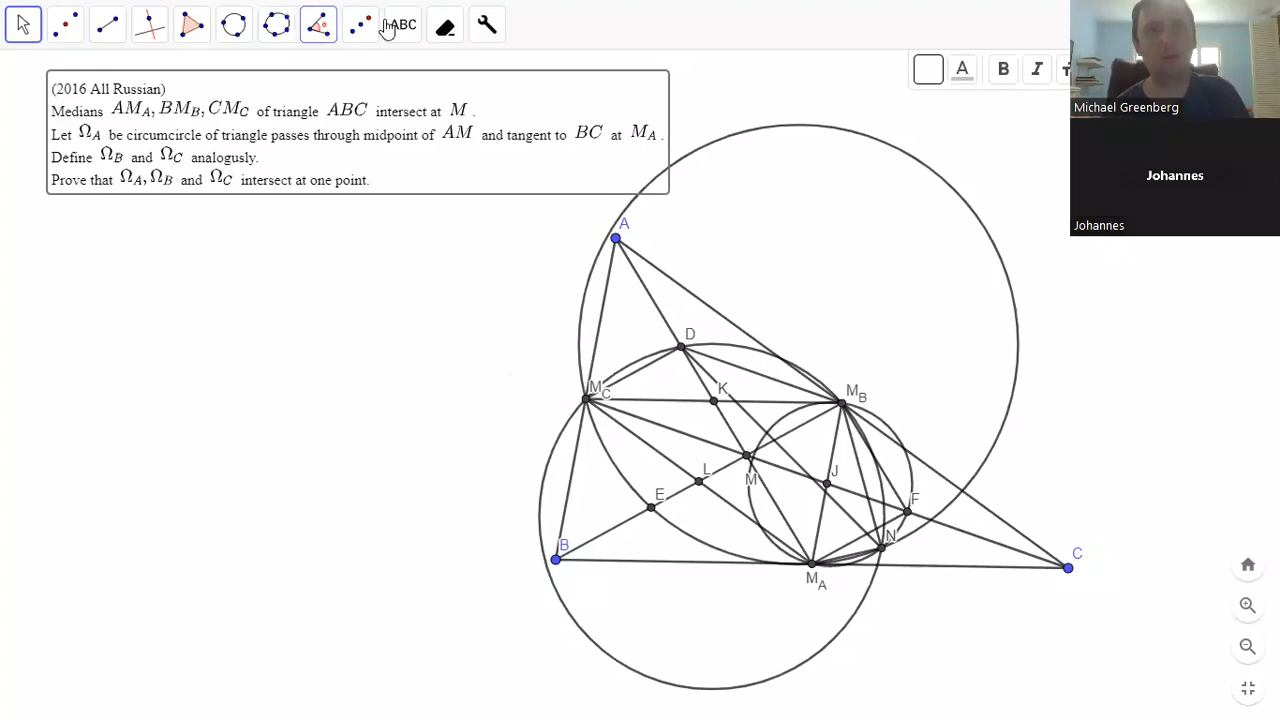 ABC
A B I
Michael Greenberg
Johannes
Johannes
(2016 All Russian)
Medians AM_A, BM_B, CM_C of triangle ABC intersect at M .
Let Ω_A be circumcircle of triangle passes through midpoint of AM and tangent to BC at M_A .
Define Ω_B and Ω_C analogously.
Prove that Ω_A, Ω_B and Ω_C intersect at one point.
A
D
M_C
K
M_B
L
M
J
E
F
N
B
M_A
C